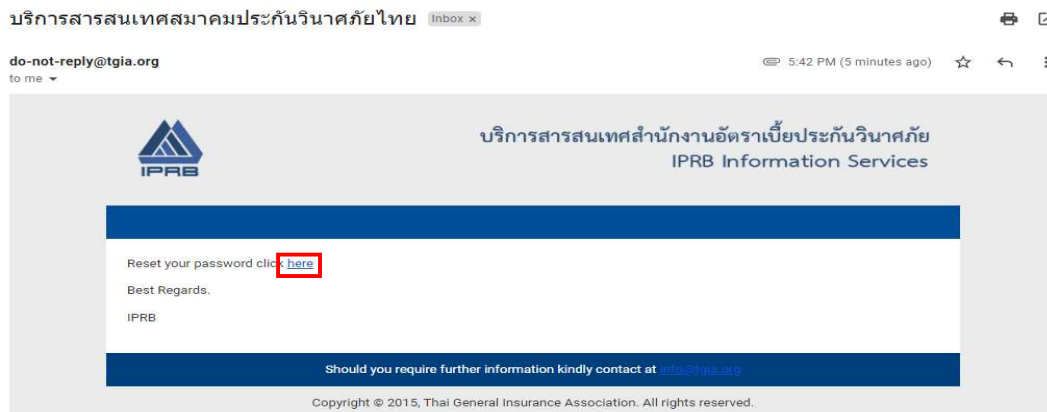 บริการสารสนเทศสมาคมประกันวินาศภัยไทย Inbox ×
do-not-reply@tgia.org 5:42 PM (5 minutes ago)
to me
IPRB
บริการสารสนเทศสำนักงานอัตราเบี้ยประกันวินาศภัย
IPRB Information Services
Reset your password click here
Best Regards.
IPRB
Should you require further information kindly contact at info@tgia.org
Copyright © 2015, Thai General Insurance Association. All rights reserved.